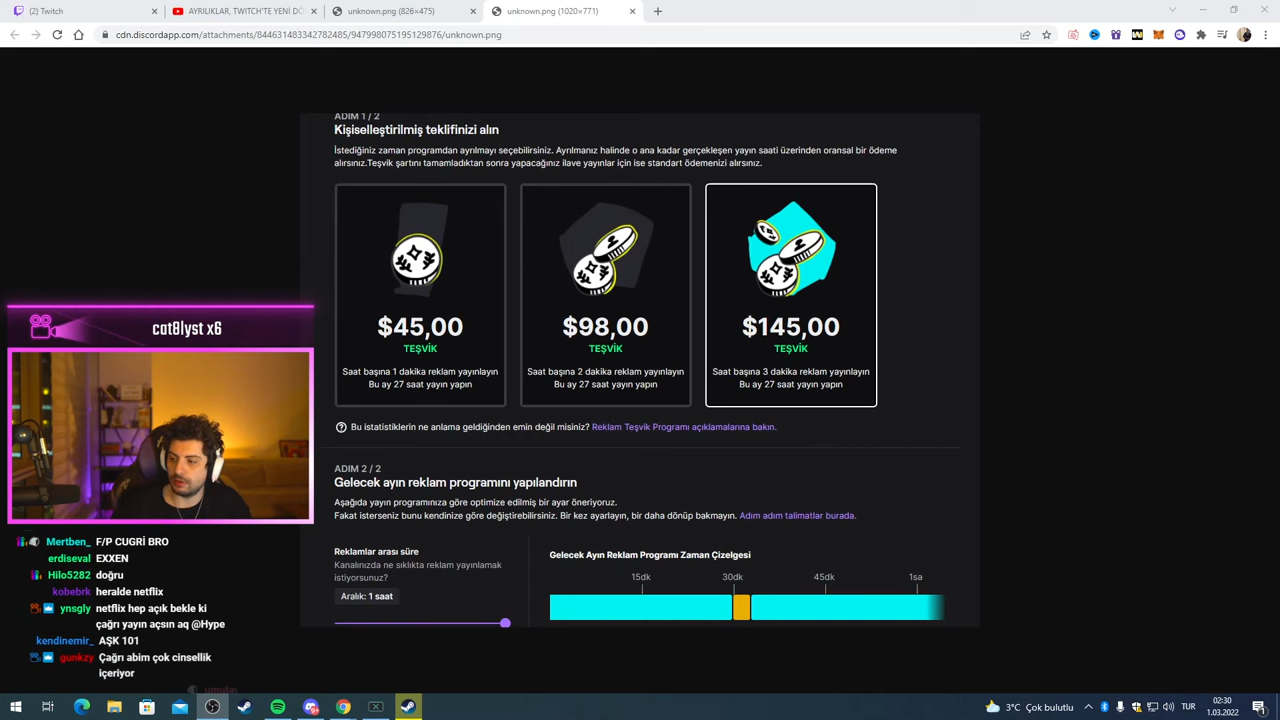 (2) Twitch
AYRILIKLAR, TWITCH'TE YENİ DÖ
unknown.png (826×475)
unknown.png (1020×771)
cdn.discordapp.com/attachments/844631483342782485/947998075195129876/unknown.png
ADIM 1 / 2
Kişiselleştirilmiş teklifinizi alın
İstediğiniz zaman programdan ayrılmayı seçebilirsiniz. Ayrılmanız halinde o ana kadar gerçekleşen yayın saati üzerinden oransal bir ödeme
alırsınız.Teşvik şartını tamamladıktan sonra yapacağınız ilave yayınlar için ise standart ödemenizi alırsınız.
$45,00
TEŞVİK
Saat başına 1 dakika reklam yayınlayın
Bu ay 27 saat yayın yapın
$98,00
TEŞVİK
Saat başına 2 dakika reklam yayınlayın
Bu ay 27 saat yayın yapın
$145,00
TEŞVİK
Saat başına 3 dakika reklam yayınlayın
Bu ay 27 saat yayın yapın
Bu istatistiklerin ne anlama geldiğinden emin değil misiniz? Reklam Teşvik Programı açıklamalarına bakın.
ADIM 2 / 2
Gelecek ayın reklam programını yapılandırın
Aşağıda yayın programınıza göre optimize edilmiş bir ayar öneriyoruz.
Fakat isterseniz bunu kendinize göre değiştirebilirsiniz. Bir kez ayarlayın, bir daha dönüp bakmayın. Adım adım talimatlar burada.
Reklamlar arası süre
Kanalınızda ne sıklıkta reklam yayınlamak
istiyorsunuz?
Aralık: 1 saat
Gelecek Ayın Reklam Programı Zaman Çizelgesi
15dk 30dk 45dk 1sa
cat8lyst x6
Mertben_ F/P CUGRİ BRO
erdiseval EXXEN
Hilo5282 doğru
kobebrk heralde netflix
ynsgly netflix hep açık bekle ki
çağrı yayın açsın aq @Hype
kendinemir_ AŞK 101
gunkzy Çağrı abim çok cinsellik
içeriyor
3°C Çok bulutlu
TUR
02:30
1.03.2022